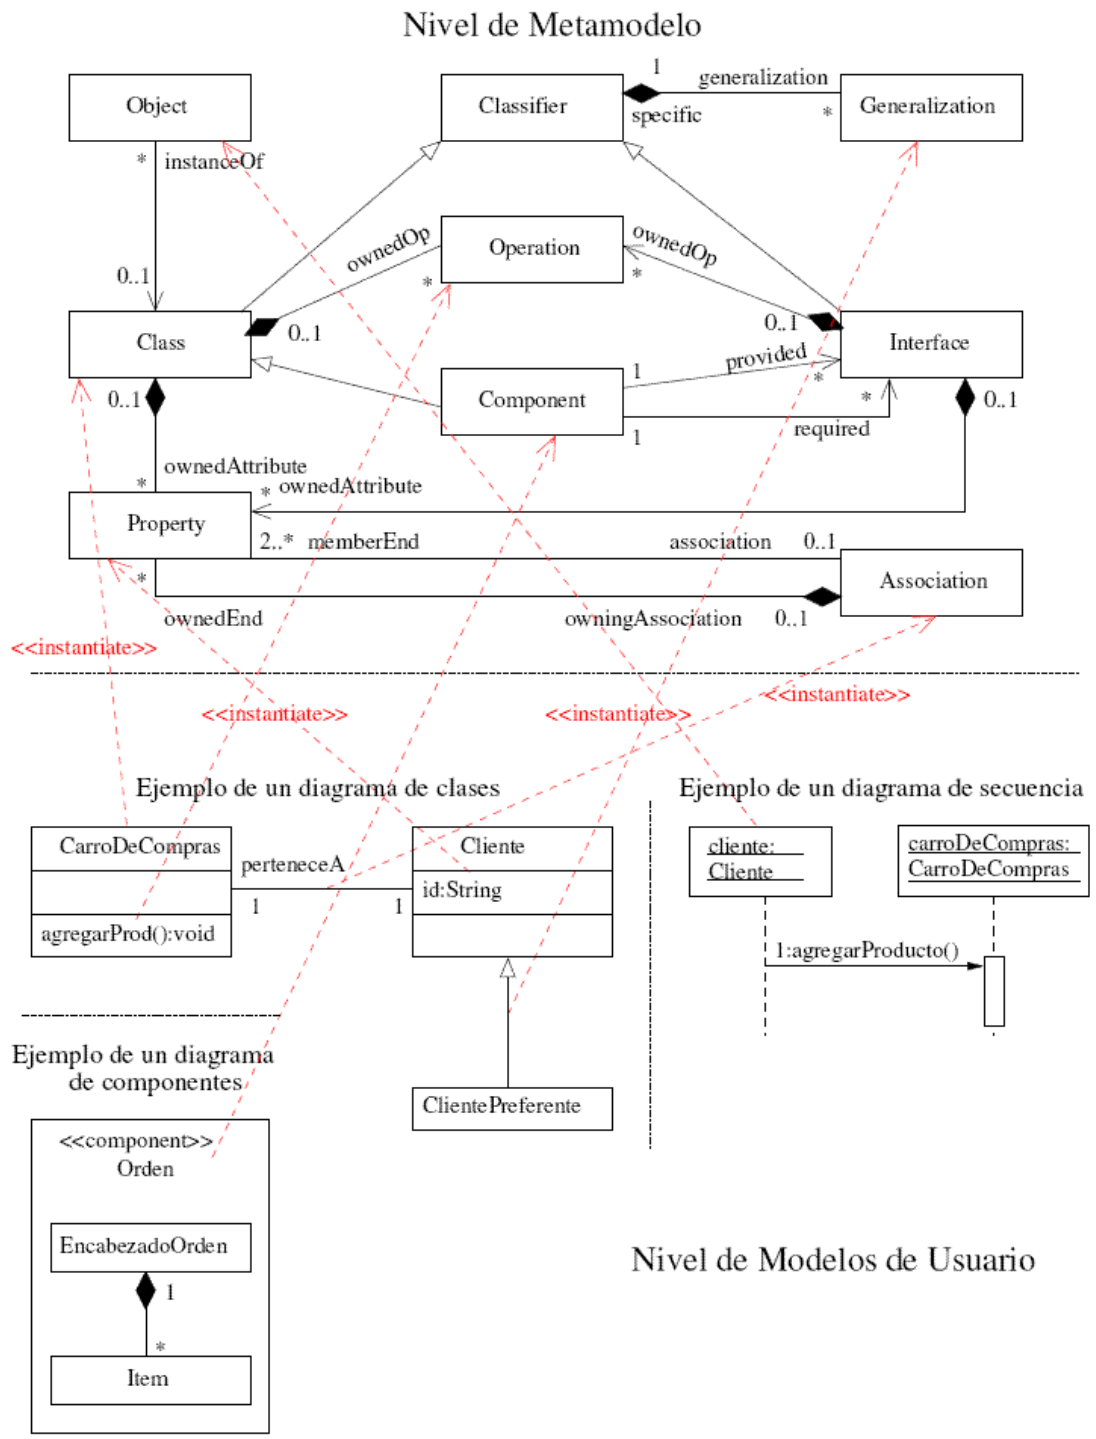 Nivel de Metamodelo
Object
Classifier
1
generalization
specific
*
Generalization
*
instanceOf
0..1
ownedOp
*
Operation
ownedOp
*
Class
0..1
0..1
Interface
Component
1
provided
*
*
1
required
0..1
0..1
ownedAttribute
*
* ownedAttribute
Property
2..* memberEnd
association
0..1
Association
*
ownedEnd
owningAssociation
0..1
<<instantiate>>
<<instantiate>>
<<instantiate>>
<<instantiate>>
Ejemplo de un diagrama de clases
CarroDeCompras
agregarProd():void
perteneceA
1
1
Cliente
id:String
ClientePreferente
Ejemplo de un diagrama de secuencia
cliente:
Cliente
carroDeCompras:
CarroDeCompras
1:agregarProducto()
Ejemplo de un diagrama
de componentes
<<component>>
Orden
EncabezadoOrden
1
*
Item
Nivel de Modelos de Usuario